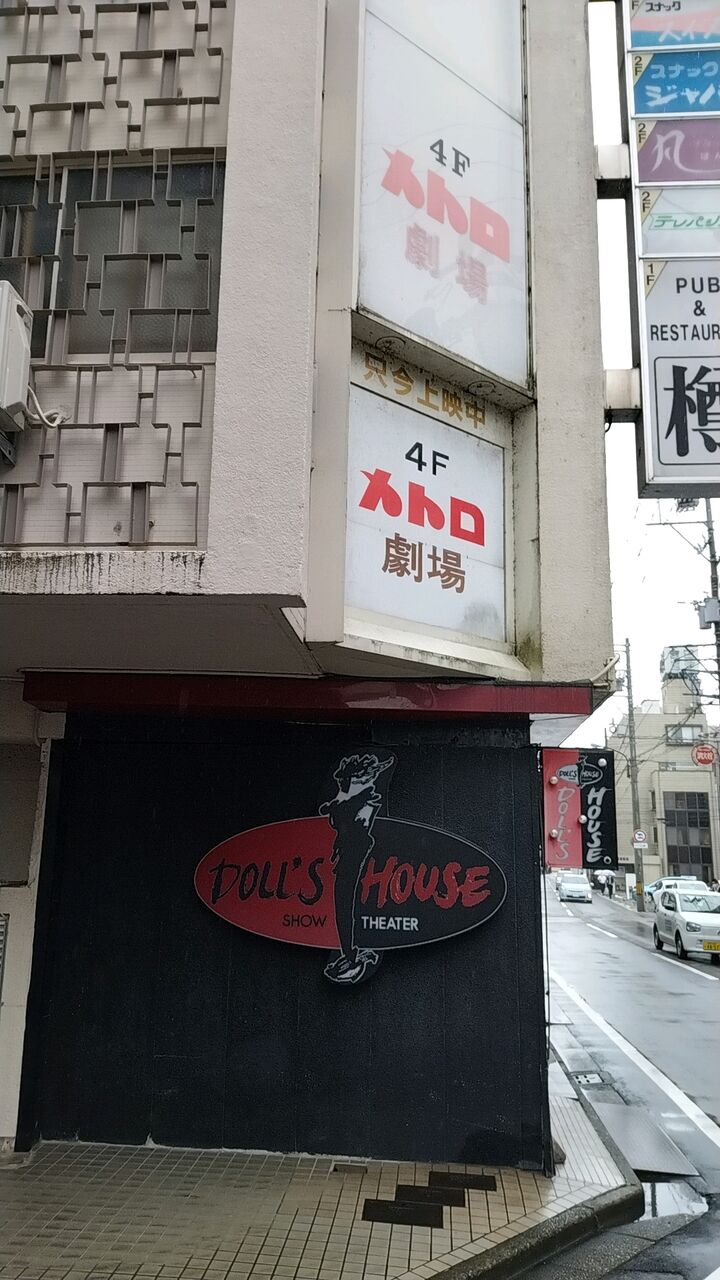 4F
メトロ
劇場
只今上映中
4F
メトロ
劇場
DOLL'S HOUSE
SHOW THEATER
DOLL'S
HOUSE
スナック
2F
スナック
2F
2F
1F
PUB
&